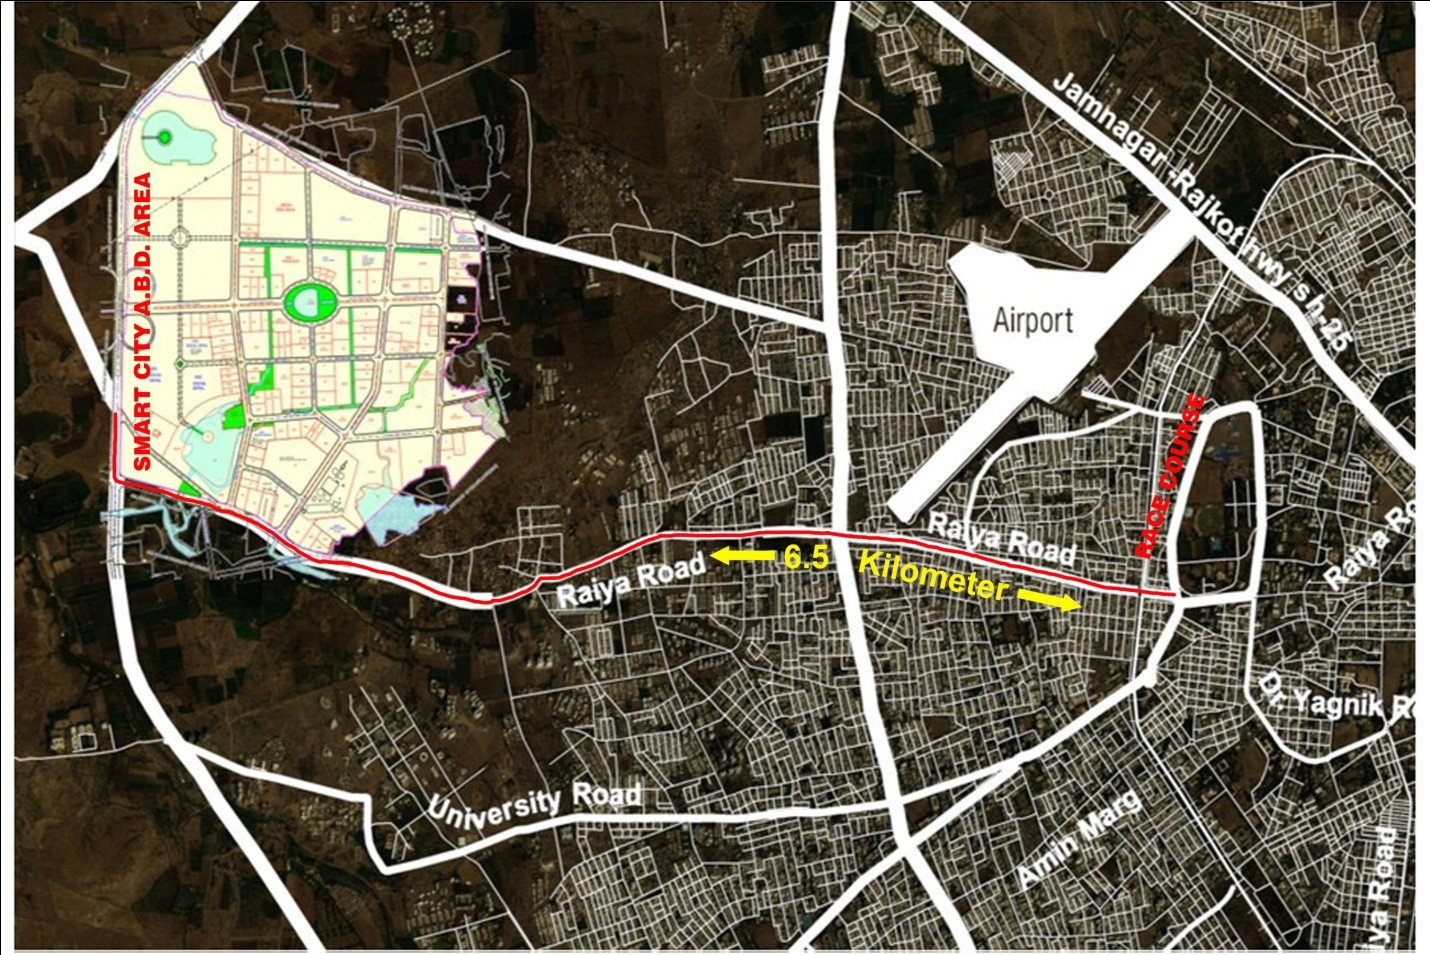 Jamnagar-Rajkot hwy s.h-25
SMART CITY A.B.D. AREA
Airport
RACE COURSE
Raiya Road
6.5 Kilometer
Raiya Road
Raiya Ro
Dr. Yagnik Ro
University Road
Amin Marg
iya Road